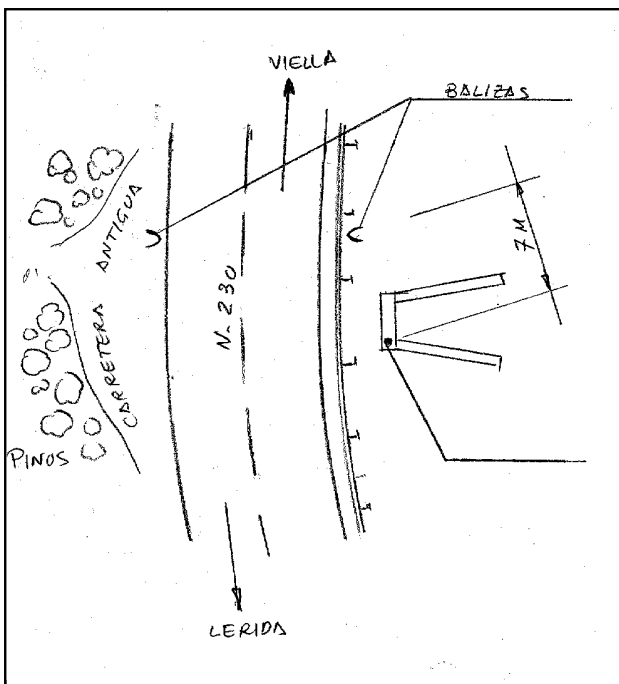 VIELLA
BALIZAS
CARRETERA ANTIGUA
N-230
7 M
PINOS
LERIDA